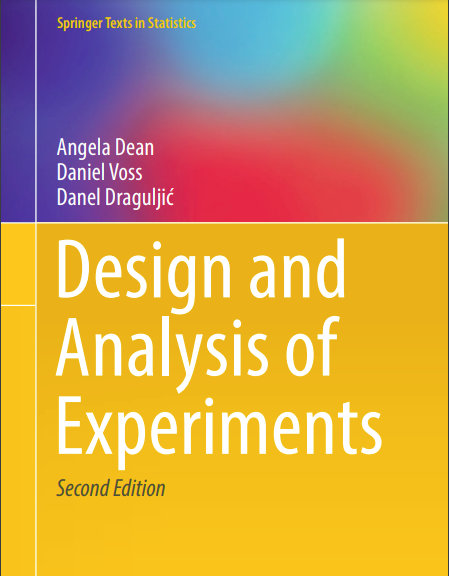 Springer Texts in Statistics
Angela Dean
Daniel Voss
Danel Draguljić
Design and
Analysis of
Experiments
Second Edition